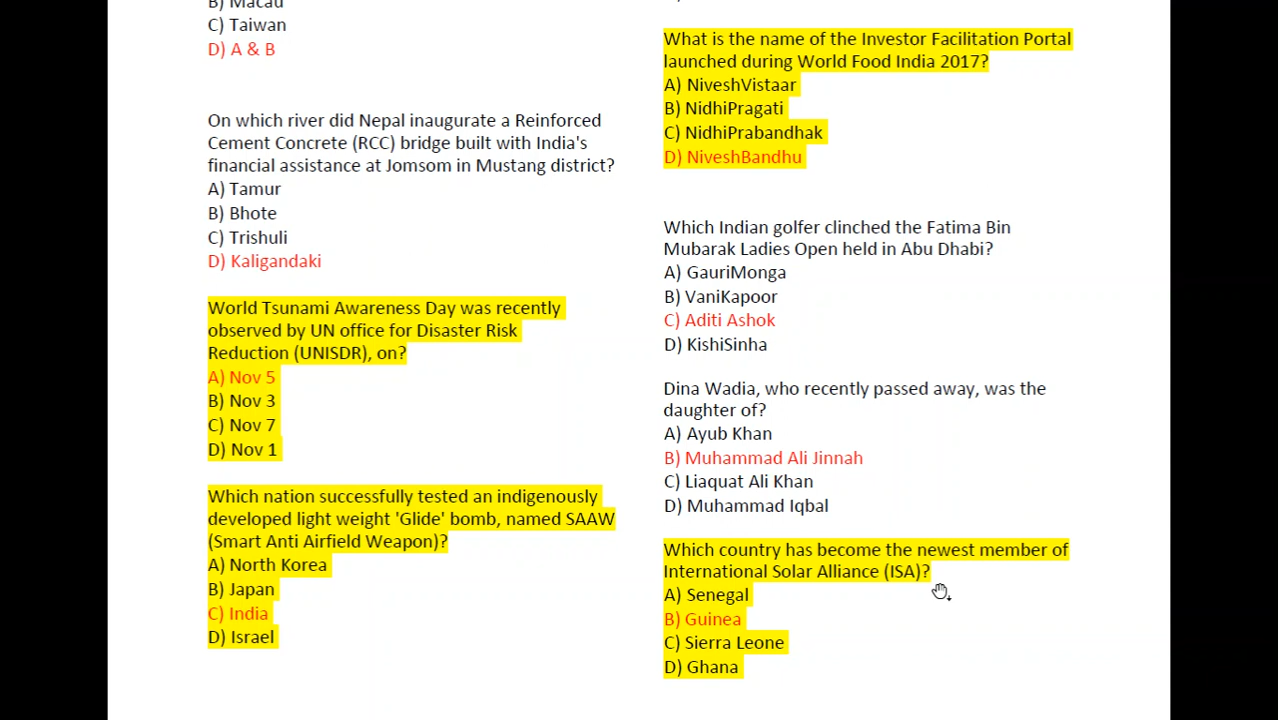 B) Macau
C) Taiwan
D) A & B
On which river did Nepal inaugurate a Reinforced
Cement Concrete (RCC) bridge built with India's
financial assistance at Jomsom in Mustang district?
A) Tamur
B) Bhote
C) Trishuli
D) Kaligandaki
World Tsunami Awareness Day was recently
observed by UN office for Disaster Risk
Reduction (UNISDR), on?
A) Nov 5
B) Nov 3
C) Nov 7
D) Nov 1
Which nation successfully tested an indigenously
developed light weight 'Glide' bomb, named SAAW
(Smart Anti Airfield Weapon)?
A) North Korea
B) Japan
C) India
D) Israel
What is the name of the Investor Facilitation Portal
launched during World Food India 2017?
A) NiveshVistaar
B) NidhiPragati
C) NidhiPrabandhak
D) NiveshBandhu
Which Indian golfer clinched the Fatima Bin
Mubarak Ladies Open held in Abu Dhabi?
A) GauriMonga
B) VaniKapoor
C) Aditi Ashok
D) KishiSinha
Dina Wadia, who recently passed away, was the
daughter of?
A) Ayub Khan
B) Muhammad Ali Jinnah
C) Liaquat Ali Khan
D) Muhammad Iqbal
Which country has become the newest member of
International Solar Alliance (ISA)?
A) Senegal
B) Guinea
C) Sierra Leone
D) Ghana